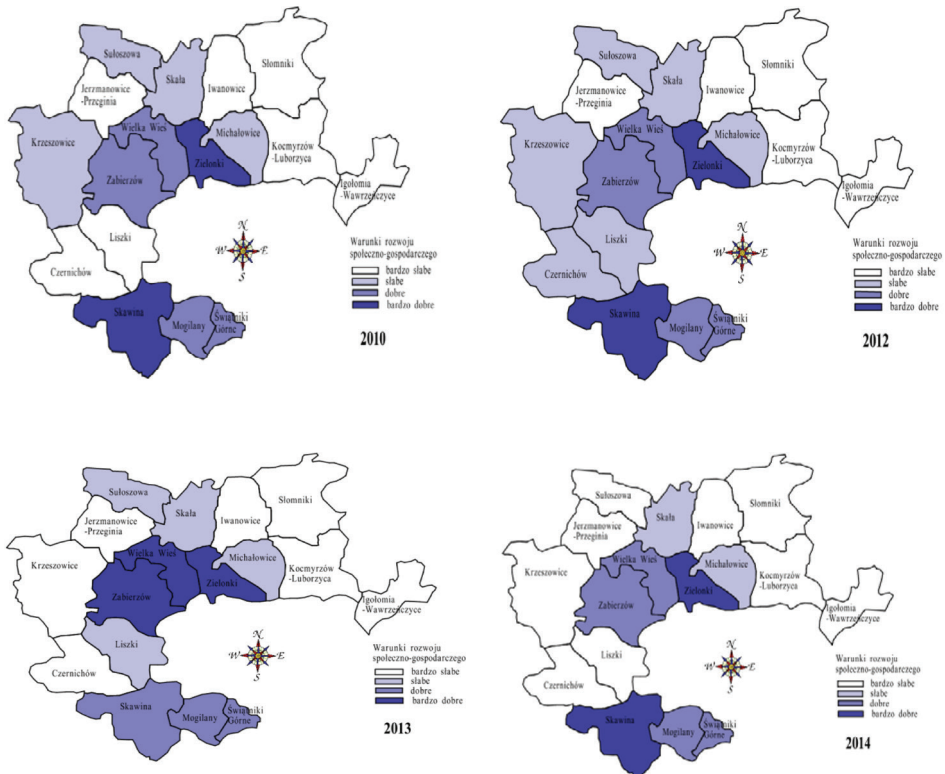 Sułoszowa
Skała
Słomniki
Jerzmanowice
-Przeginia
Iwanowice
Krzeszowice
Wielka Wieś
Michałowice
Kocmyrzów
-Luborzyca
Zielonki
Zabierzów
Igołomia
-Wawrzeńczyce
Liszki
Czernichów
N
W
E
S
Warunki rozwoju
społeczno-gospodarczego
bardzo słabe
słabe
dobre
bardzo dobre
Skawina
Mogilany
Świątniki
Górne
2010
Sułoszowa
Skała
Słomniki
Jerzmanowice
-Przeginia
Iwanowice
Krzeszowice
Wielka Wieś
Michałowice
Kocmyrzów
-Luborzyca
Zielonki
Zabierzów
Igołomia
-Wawrzeńczyce
Liszki
Czernichów
N
W
E
S
Warunki rozwoju
społeczno-gospodarczego
bardzo słabe
słabe
dobre
bardzo dobre
Skawina
Mogilany
Świątniki
Górne
2012
Sułoszowa
Skała
Słomniki
Jerzmanowice
-Przeginia
Iwanowice
Krzeszowice
Wielka Wieś
Michałowice
Kocmyrzów
-Luborzyca
Zielonki
Zabierzów
Igołomia
-Wawrzeńczyce
Liszki
Czernichów
N
W
E
S
Warunki rozwoju
społeczno-gospodarczego
bardzo słabe
słabe
dobre
bardzo dobre
Skawina
Mogilany
Świątniki
Górne
2013
Sułoszowa
Skała
Słomniki
Jerzmanowice
-Przeginia
Iwanowice
Krzeszowice
Wielka Wieś
Michałowice
Kocmyrzów
-Luborzyca
Zielonki
Zabierzów
Igołomia
-Wawrzeńczyce
Liszki
Czernichów
N
W
E
S
Warunki rozwoju
społeczno-gospodarczego
bardzo słabe
słabe
dobre
bardzo dobre
Skawina
Mogilany
Świątniki
Górne
2014